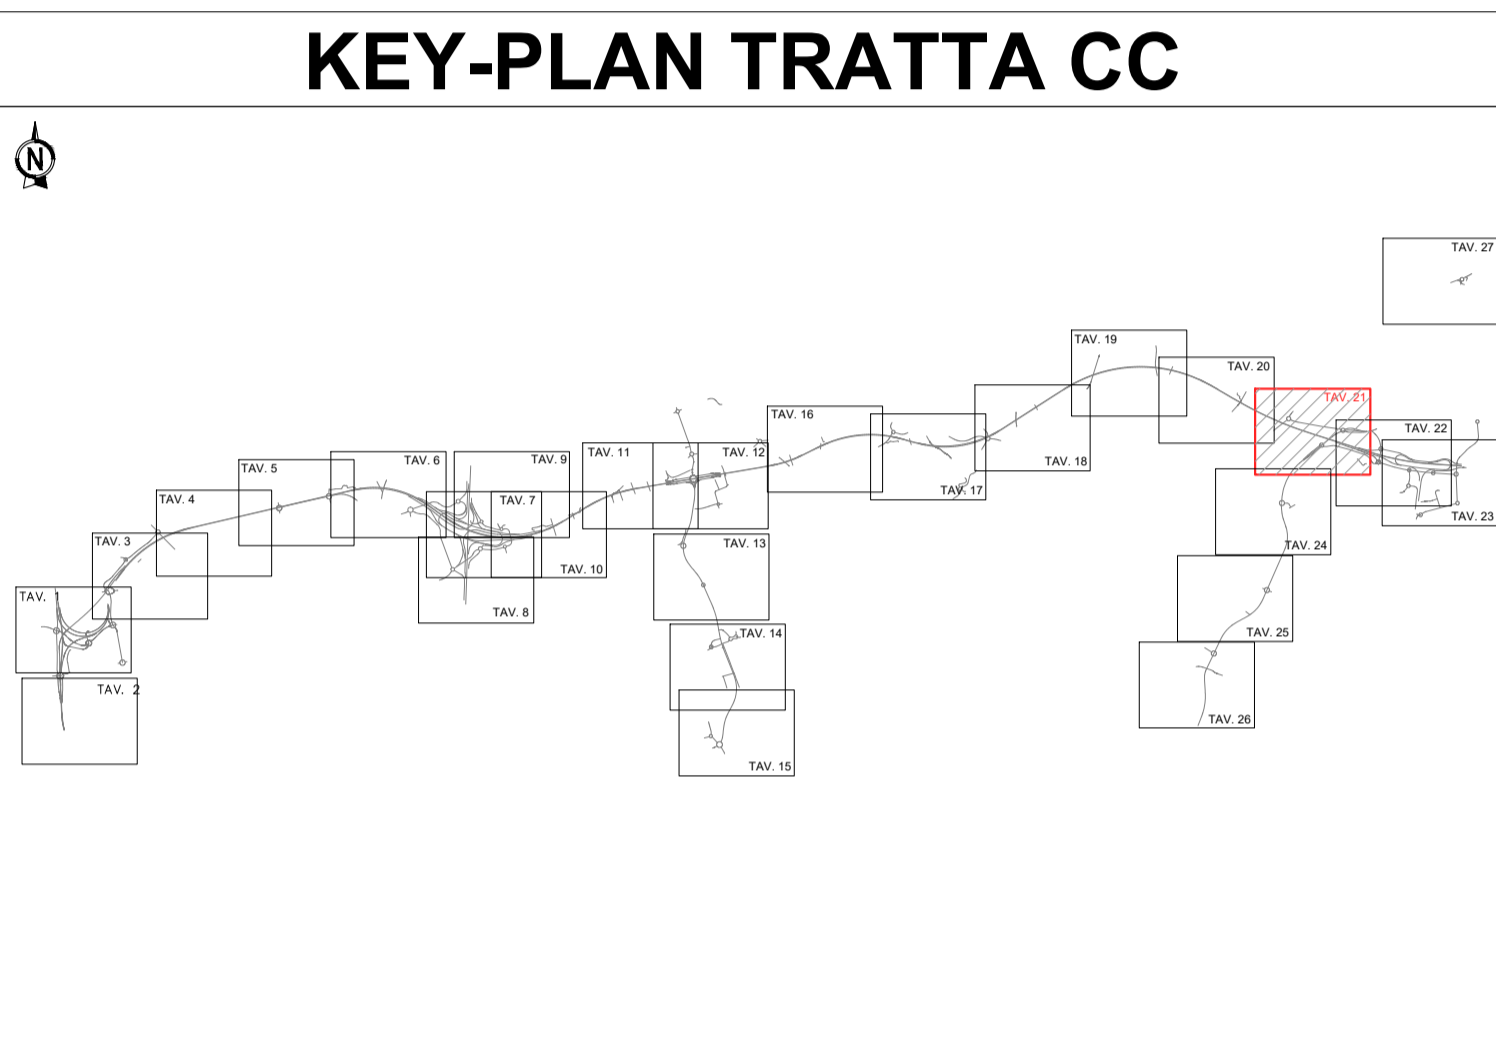 KEY-PLAN TRATTA CC
N
TAV. 27
TAV. 19
TAV. 20
TAV. 21
TAV. 16
TAV. 22
TAV. 11
TAV. 12
TAV. 6
TAV. 9
TAV. 18
TAV. 5
TAV. 17
TAV. 4
TAV. 7
TAV. 23
TAV. 3
TAV. 13
TAV. 24
TAV. 10
TAV. 1
TAV. 8
TAV. 14
TAV. 25
TAV. 2
TAV. 26
TAV. 15